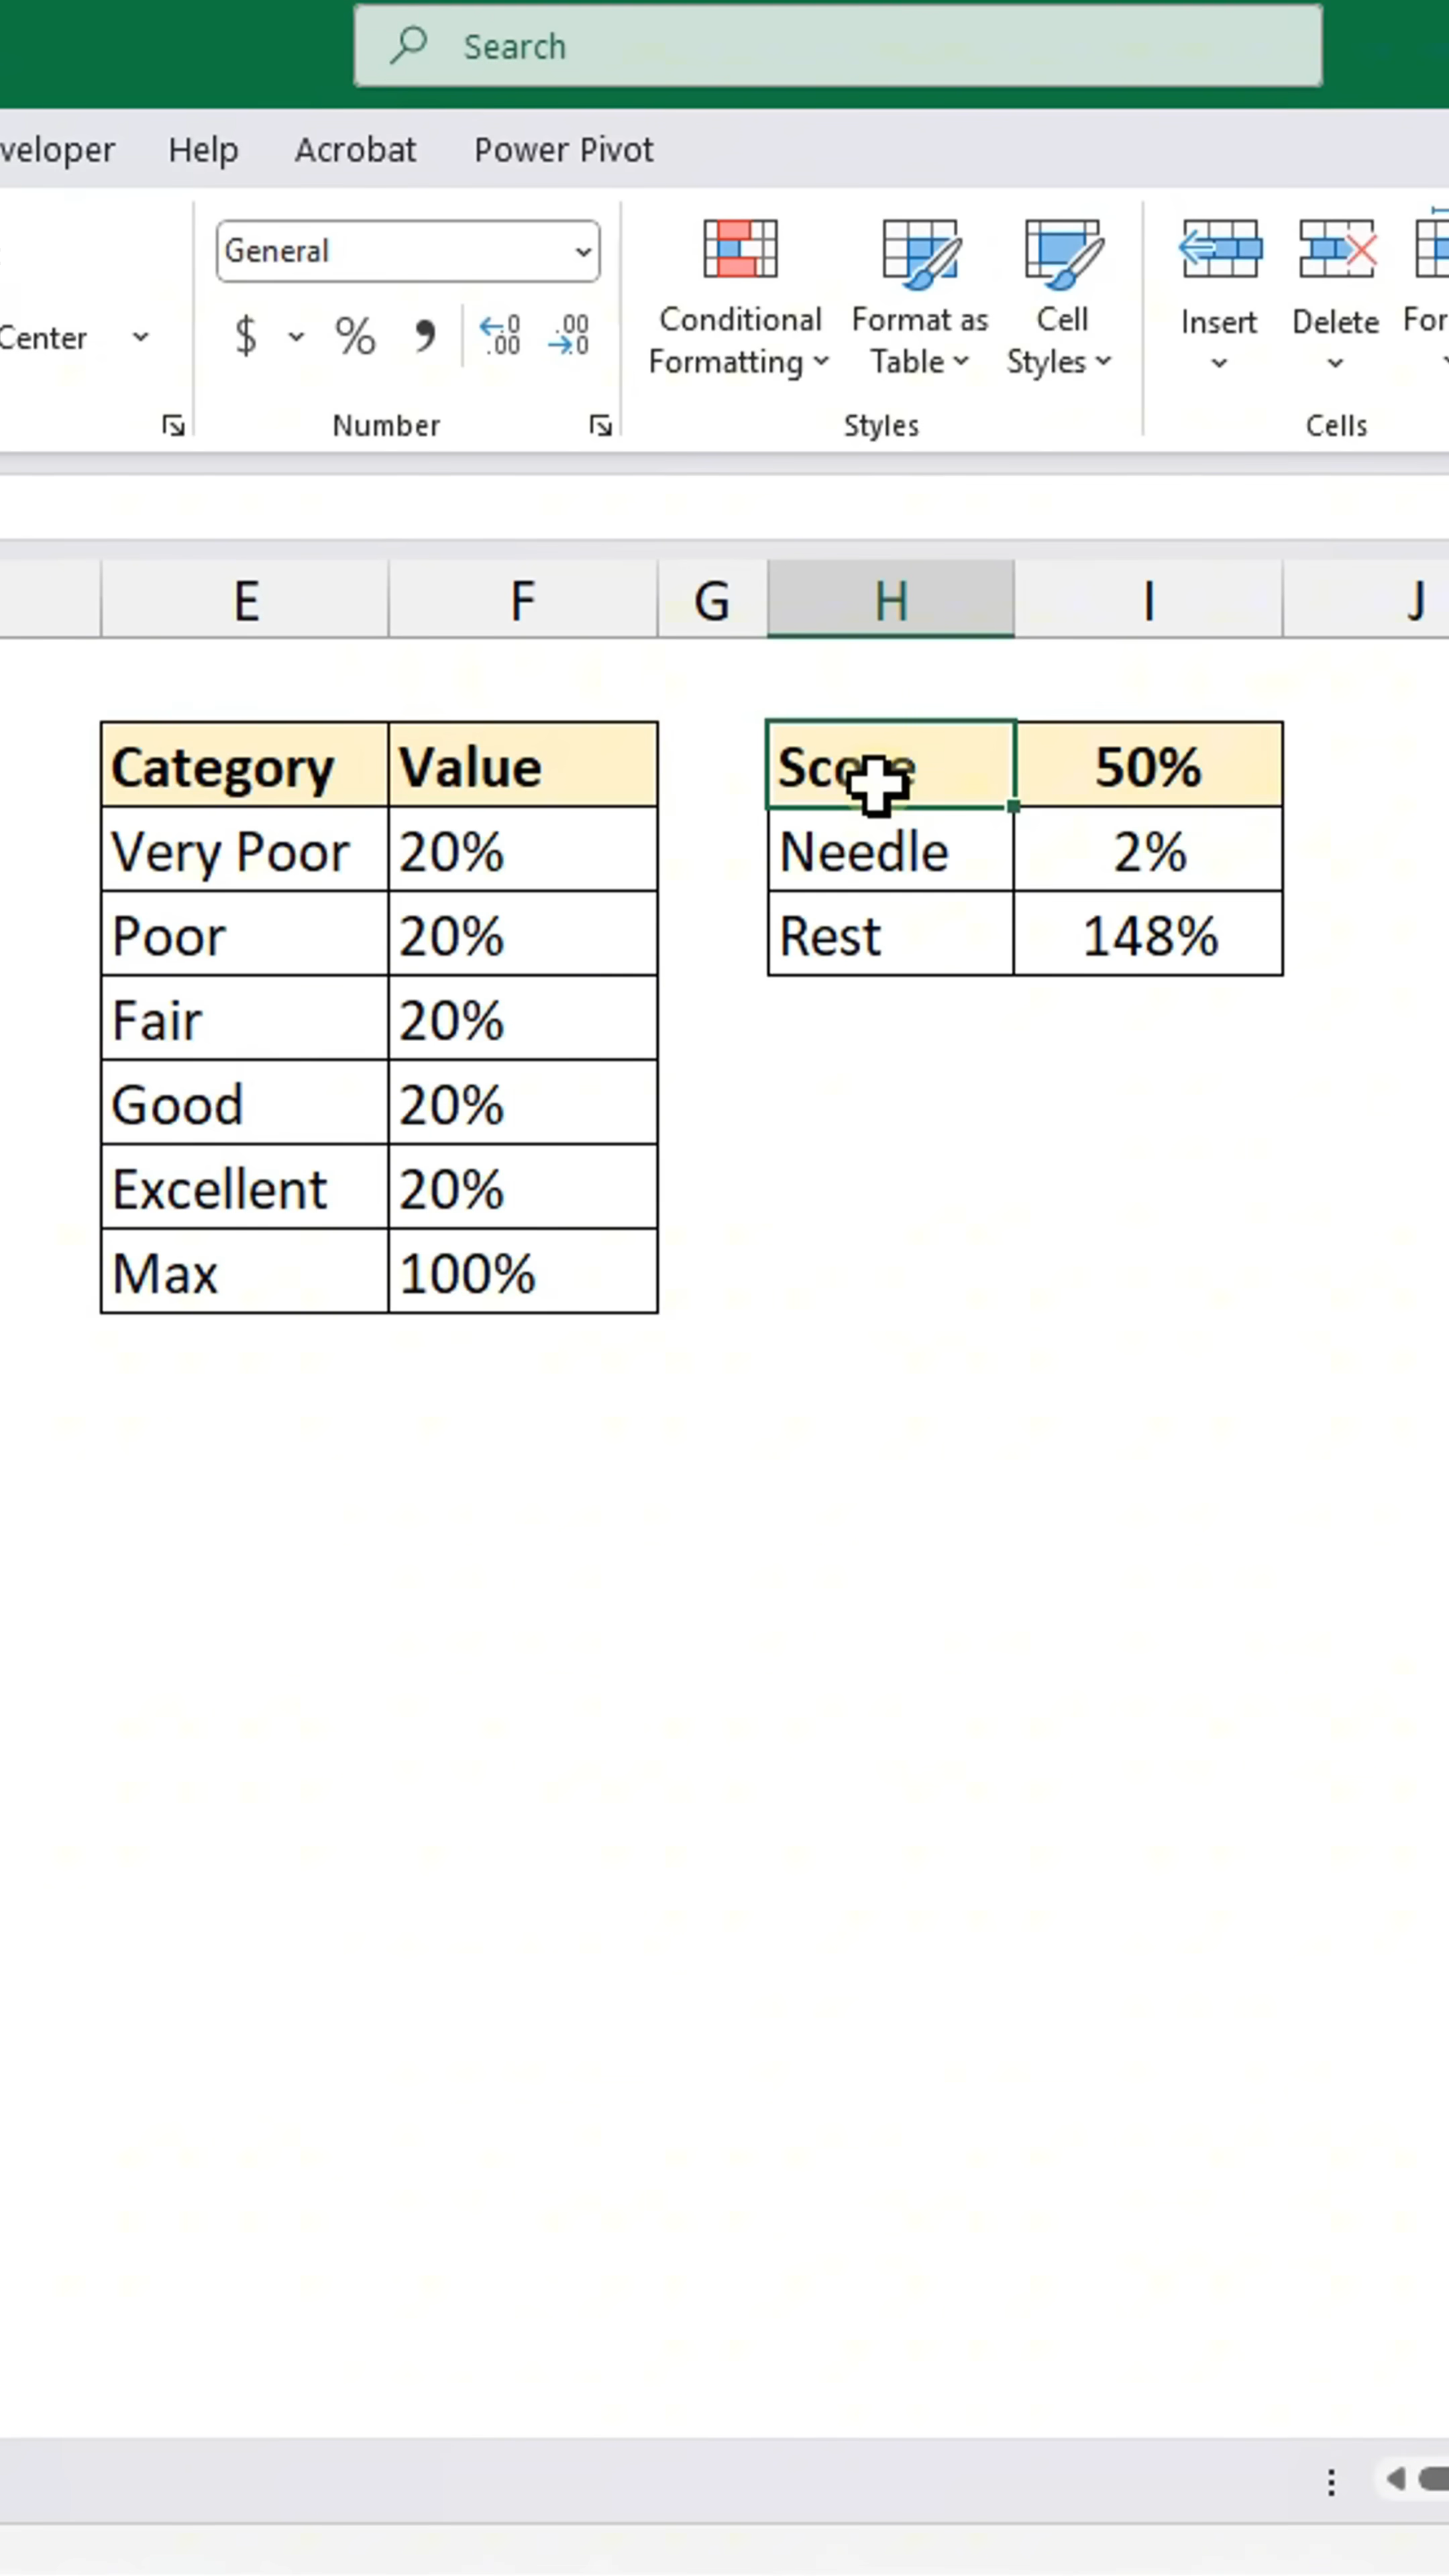 Search
veloper Help Acrobat Power Pivot
General
Center $ % , .00 .00
Conditional Formatting
Format as Table
Cell Styles
Insert
Delete
For
Number Styles Cells
E F G H I J
Category Value Score 50%
Very Poor 20% Needle 2%
Poor 20% Rest 148%
Fair 20%
Good 20%
Excellent 20%
Max 100%